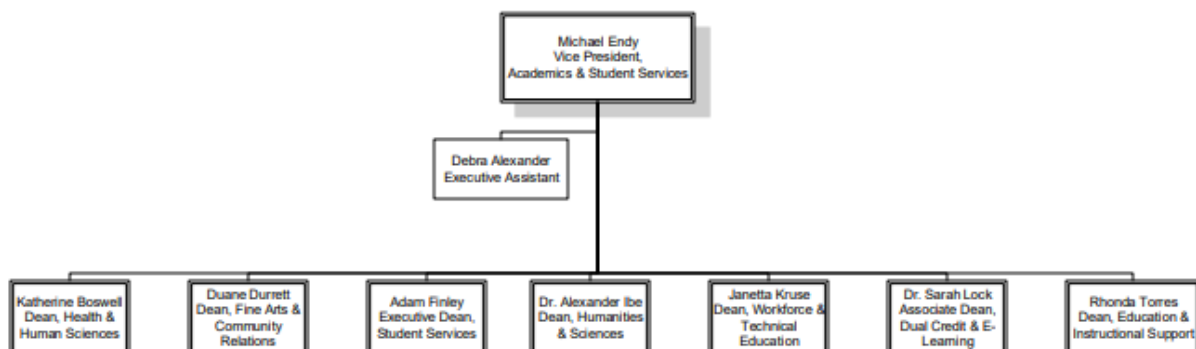 Michael Endy
Vice President,
Academics & Student Services
Debra Alexander
Executive Assistant
Katherine Boswell
Dean, Health &
Human Sciences
Duane Durrett
Dean, Fine Arts &
Community
Relations
Adam Finley
Executive Dean,
Student Services
Dr. Alexander Ibe
Dean, Humanities
& Sciences
Janetta Kruse
Dean, Workforce &
Technical
Education
Dr. Sarah Lock
Associate Dean,
Dual Credit & E-
Learning
Rhonda Torres
Dean, Education &
Instructional Support